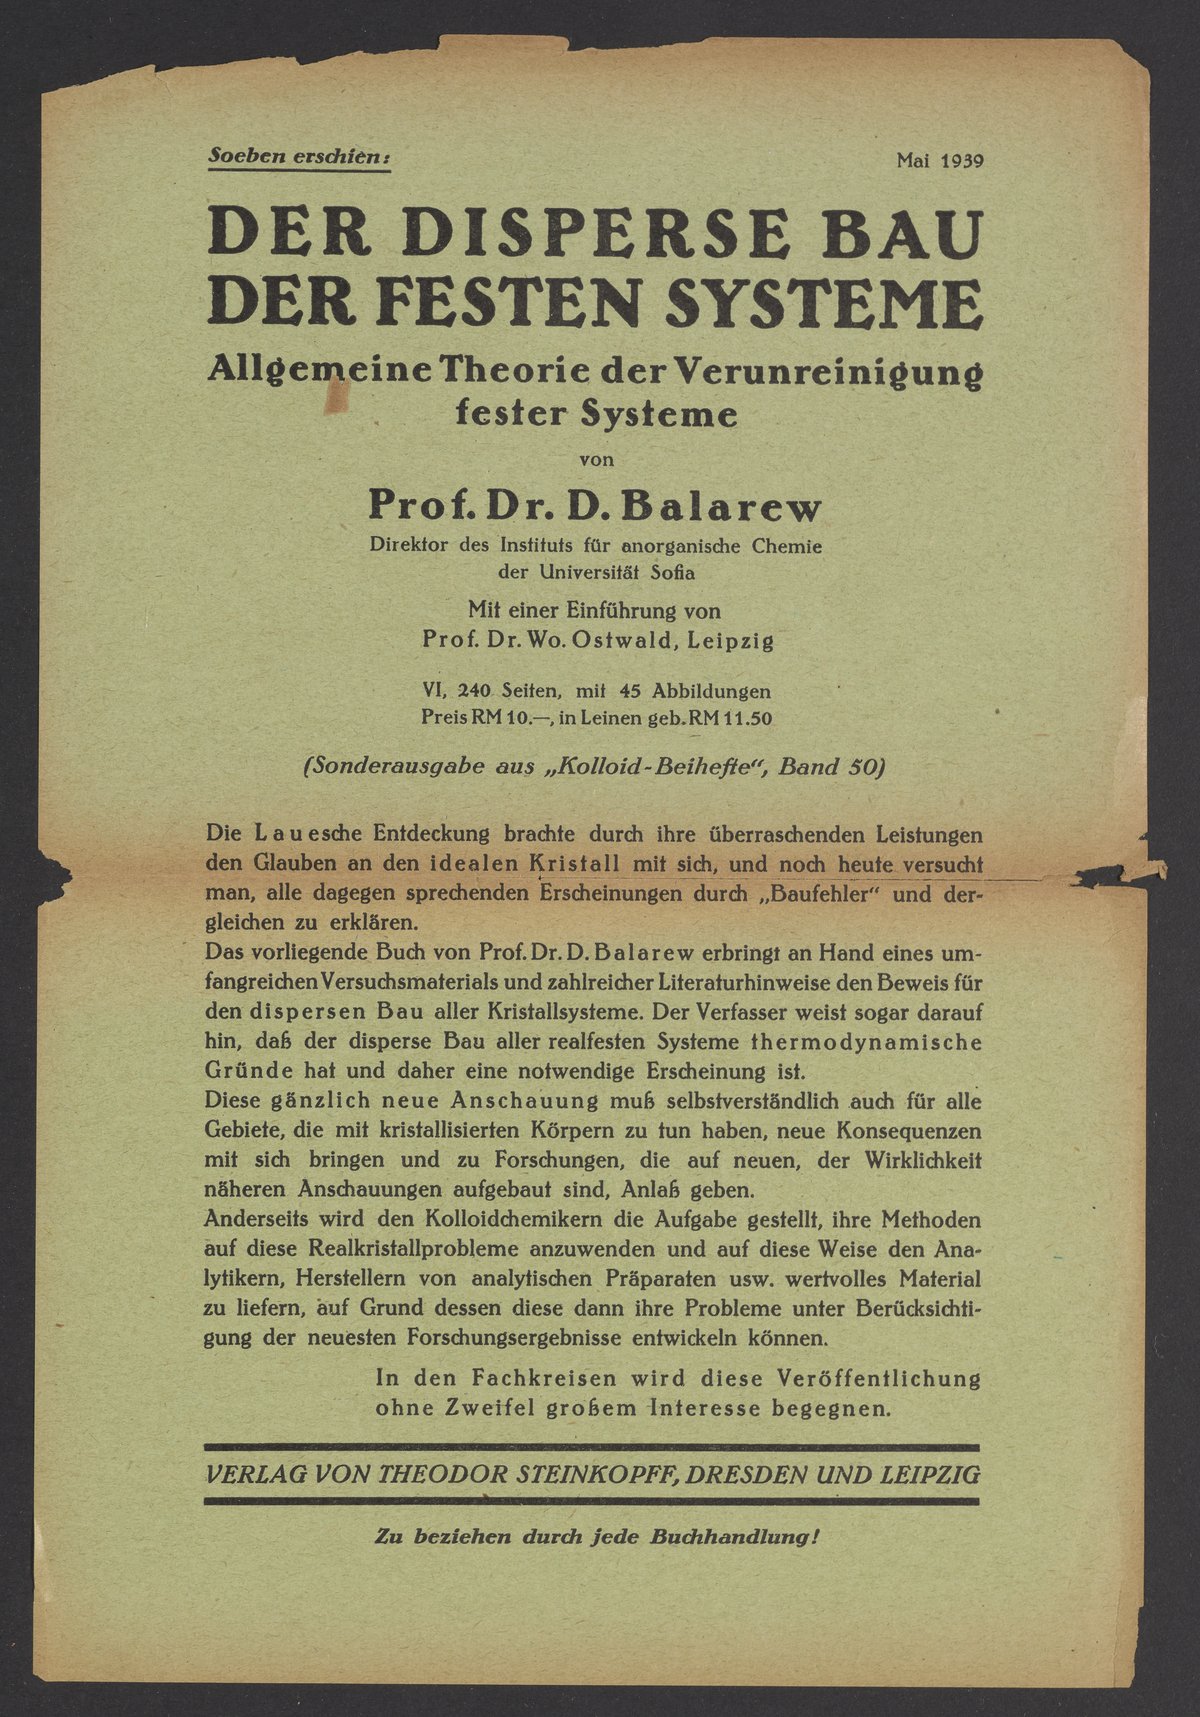 Soeben erschien:
Mai 1939
DER DISPERSE BAU
DER FESTEN SYSTEME
Allgemeine Theorie der Verunreinigung
fester Systeme
von
Prof. Dr. D. Balarew
Direktor des Instituts für anorganische Chemie
der Universität Sofia
Mit einer Einführung von
Prof. Dr. Wo. Ostwald, Leipzig
VI, 240 Seiten, mit 45 Abbildungen
Preis RM 10.—, in Leinen geb. RM 11.50
(Sonderausgabe aus „Kolloid-Beihefte“, Band 50)
Die Lauesche Entdeckung brachte durch ihre überraschenden Leistungen
den Glauben an den idealen Kristall mit sich, und noch heute versucht
man, alle dagegen sprechenden Erscheinungen durch „Baufehler“ und der-
gleichen zu erklären.
Das vorliegende Buch von Prof. Dr. D. Balarew erbringt an Hand eines um-
fangreichen Versuchsmaterials und zahlreicher Literaturhinweise den Beweis für
den dispersen Bau aller Kristallsysteme. Der Verfasser weist sogar darauf
hin, daß der disperse Bau aller realfesten Systeme thermodynamische
Gründe hat und daher eine notwendige Erscheinung ist.
Diese gänzlich neue Anschauung muß selbstverständlich auch für alle
Gebiete, die mit kristallisierten Körpern zu tun haben, neue Konsequenzen
mit sich bringen und zu Forschungen, die auf neuen, der Wirklichkeit
näheren Anschauungen aufgebaut sind, Anlaß geben.
Anderseits wird den Kolloidchemikern die Aufgabe gestellt, ihre Methoden
auf diese Realkristallprobleme anzuwenden und auf diese Weise den Ana-
lytikern, Herstellern von analytischen Präparaten usw. wertvolles Material
zu liefern, auf Grund dessen diese dann ihre Probleme unter Berücksichti-
gung der neuesten Forschungsergebnisse entwickeln können.
In den Fachkreisen wird diese Veröffentlichung
ohne Zweifel großem Interesse begegnen.
VERLAG VON THEODOR STEINKOPFF, DRESDEN UND LEIPZIG
Zu beziehen durch jede Buchhandlung!